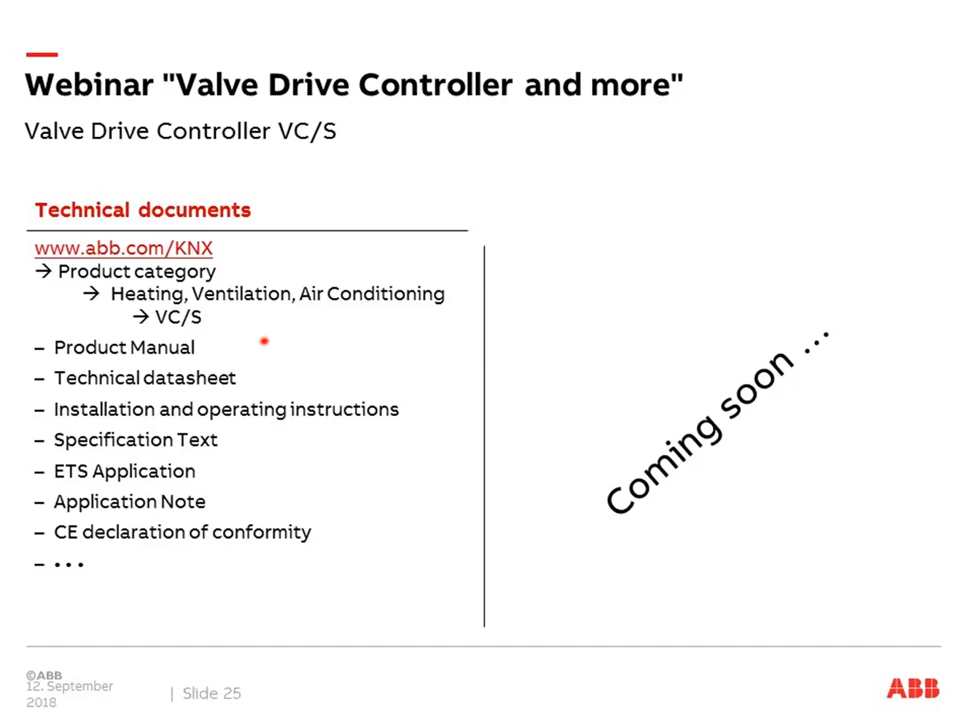 Webinar "Valve Drive Controller and more"
Valve Drive Controller VC/S
Technical documents
www.abb.com/KNX
→ Product category
→ Heating, Ventilation, Air Conditioning
→ VC/S
– Product Manual
– Technical datasheet
– Installation and operating instructions
– Specification Text
– ETS Application
– Application Note
– CE declaration of conformity
– ...
Coming soon ...
©ABB
12. September
2018
| Slide 25
ABB